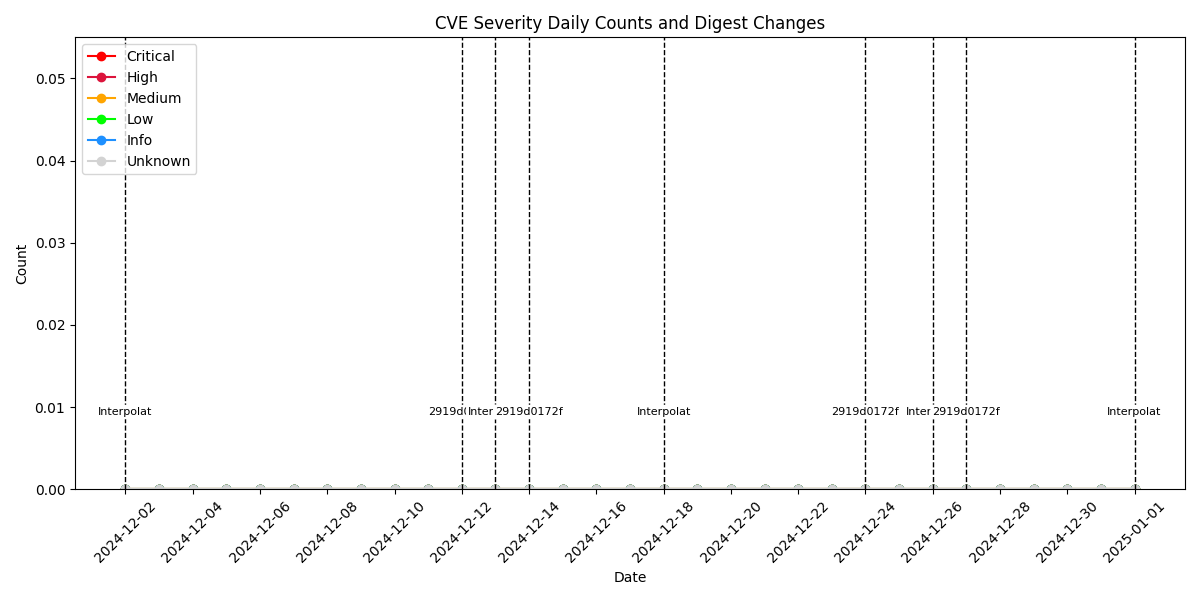 CVE Severity Daily Counts and Digest Changes
Critical
High
Medium
Low
Info
Unknown
0.05
0.04
0.03
0.02
0.01
0.00
Count
Interpolat
2919d0
Inter
2919d0172f
Interpolat
2919d0172f
Inter
2919d0172f
Interpolat
2024-12-02
2024-12-04
2024-12-06
2024-12-08
2024-12-10
2024-12-12
2024-12-14
2024-12-16
2024-12-18
2024-12-20
2024-12-22
2024-12-24
2024-12-26
2024-12-28
2024-12-30
2025-01-01
Date